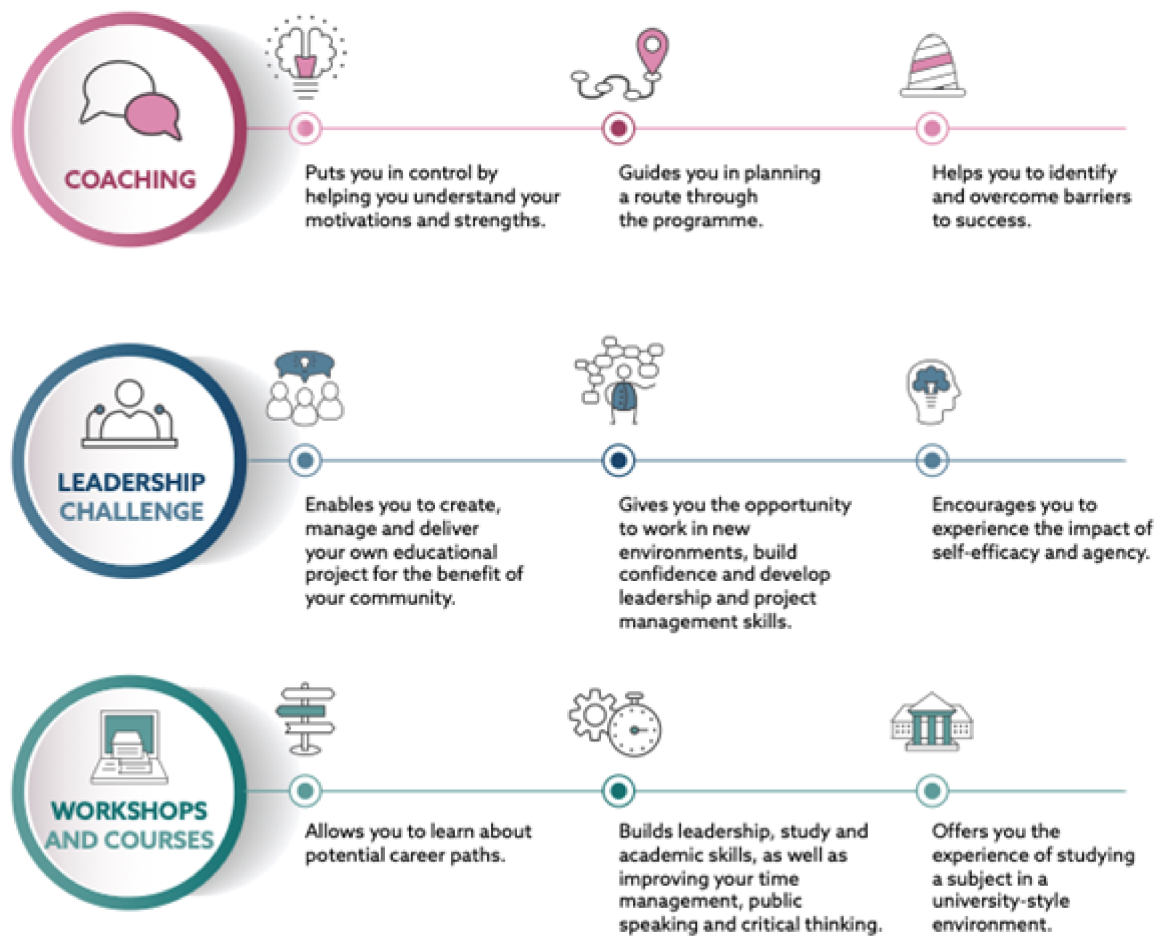 COACHING
Puts you in control by
helping you understand your
motivations and strengths.
Guides you in planning
a route through
the programme.
Helps you to identify
and overcome barriers
to success.
LEADERSHIP
CHALLENGE
Enables you to create,
manage and deliver
your own educational
project for the benefit of
your community.
Gives you the opportunity
to work in new
environments, build
confidence and develop
leadership and project
management skills.
Encourages you to
experience the impact of
self-efficacy and agency.
WORKSHOPS
AND COURSES
Allows you to learn about
potential career paths.
Builds leadership, study and
academic skills, as well as
improving your time
management, public
speaking and critical thinking.
Offers you the
experience of studying
a subject in a
university-style
environment.